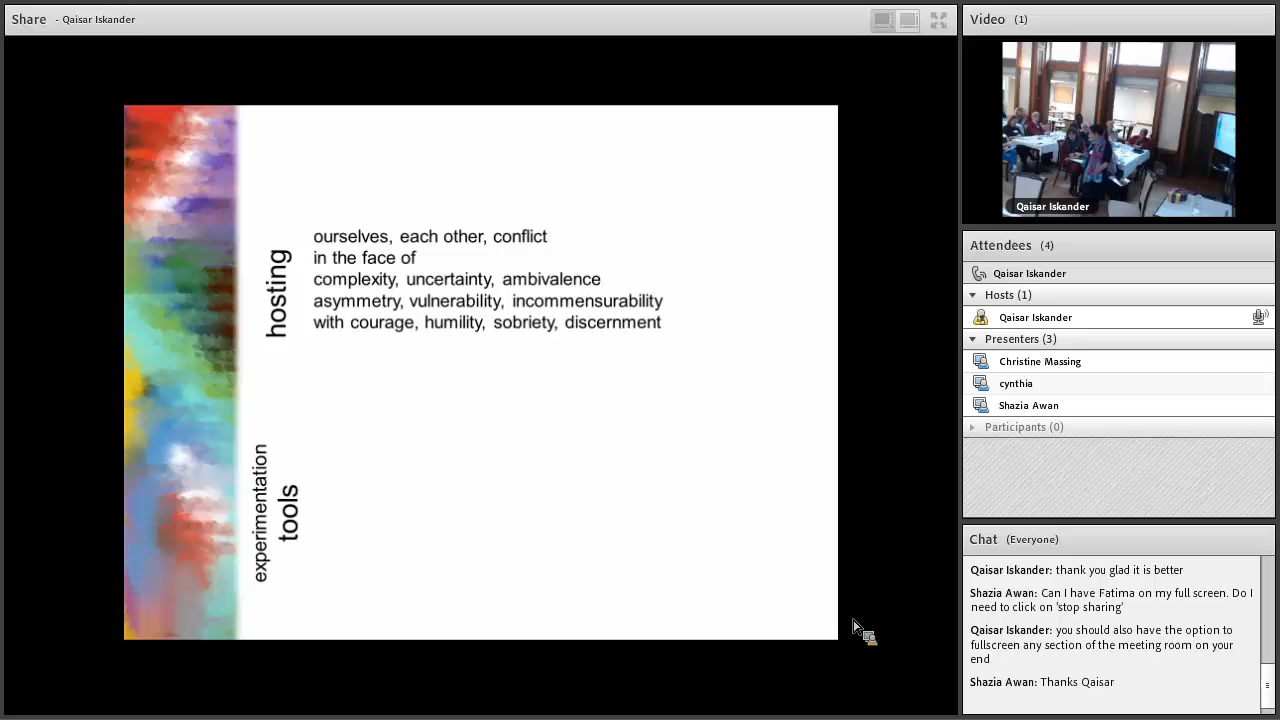 Share - Qaisar Iskander
hosting
ourselves, each other, conflict
in the face of
complexity, uncertainty, ambivalence
asymmetry, vulnerability, incommensurability
with courage, humility, sobriety, discernment
experimentation
tools
Video (1)
Qaisar Iskander
Attendees (4)
Qaisar Iskander
Hosts (1)
Qaisar Iskander
Presenters (3)
Christine Massing
cynthia
Shazia Awan
Participants (0)
Chat (Everyone)
Qaisar Iskander: thank you glad it is better
Shazia Awan: Can I have Fatima on my full screen. Do I
need to click on 'stop sharing'
Qaisar Iskander: you should also have the option to
fullscreen any section of the meeting room on your
end
Shazia Awan: Thanks Qaisar